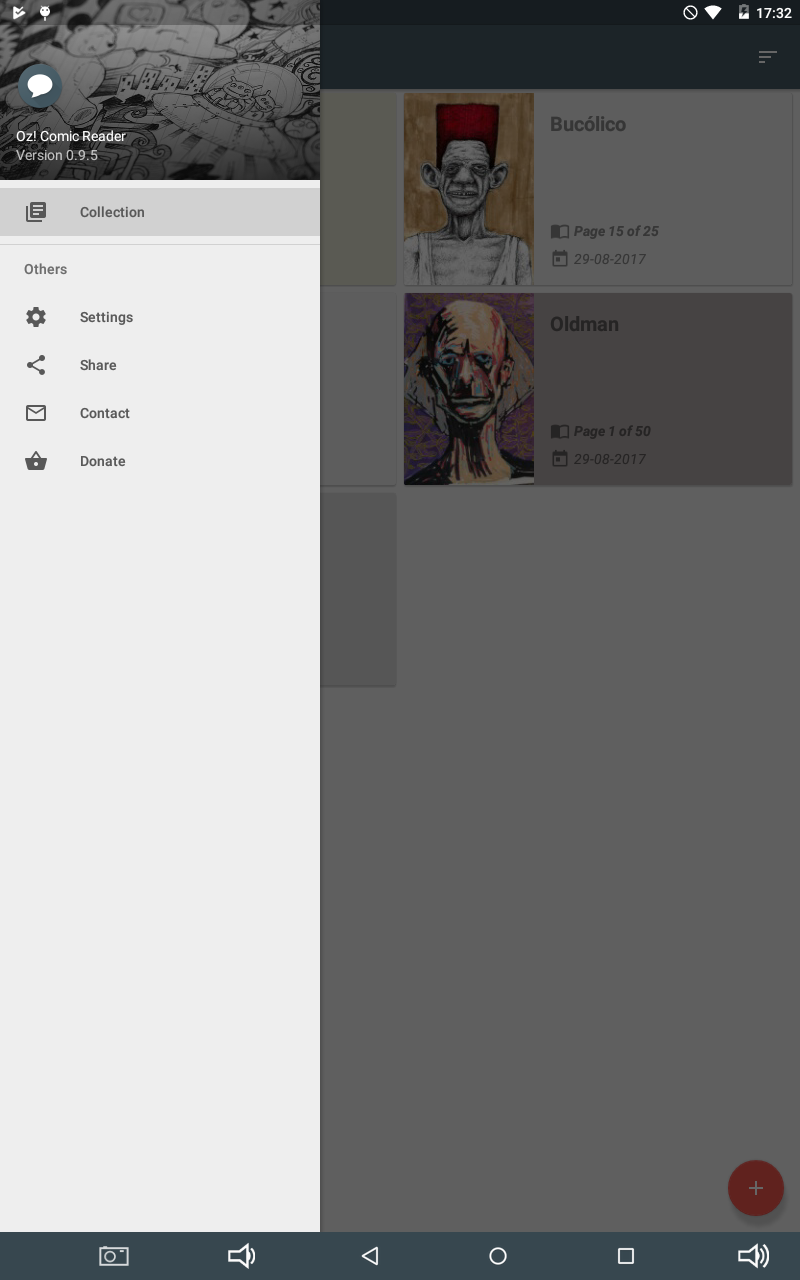 17:32
Oz! Comic Reader
Version 0.9.5
Collection
Others
Settings
Share
Contact
Donate
Bucólico
Page 15 of 25
29-08-2017
Oldman
Page 1 of 50
29-08-2017